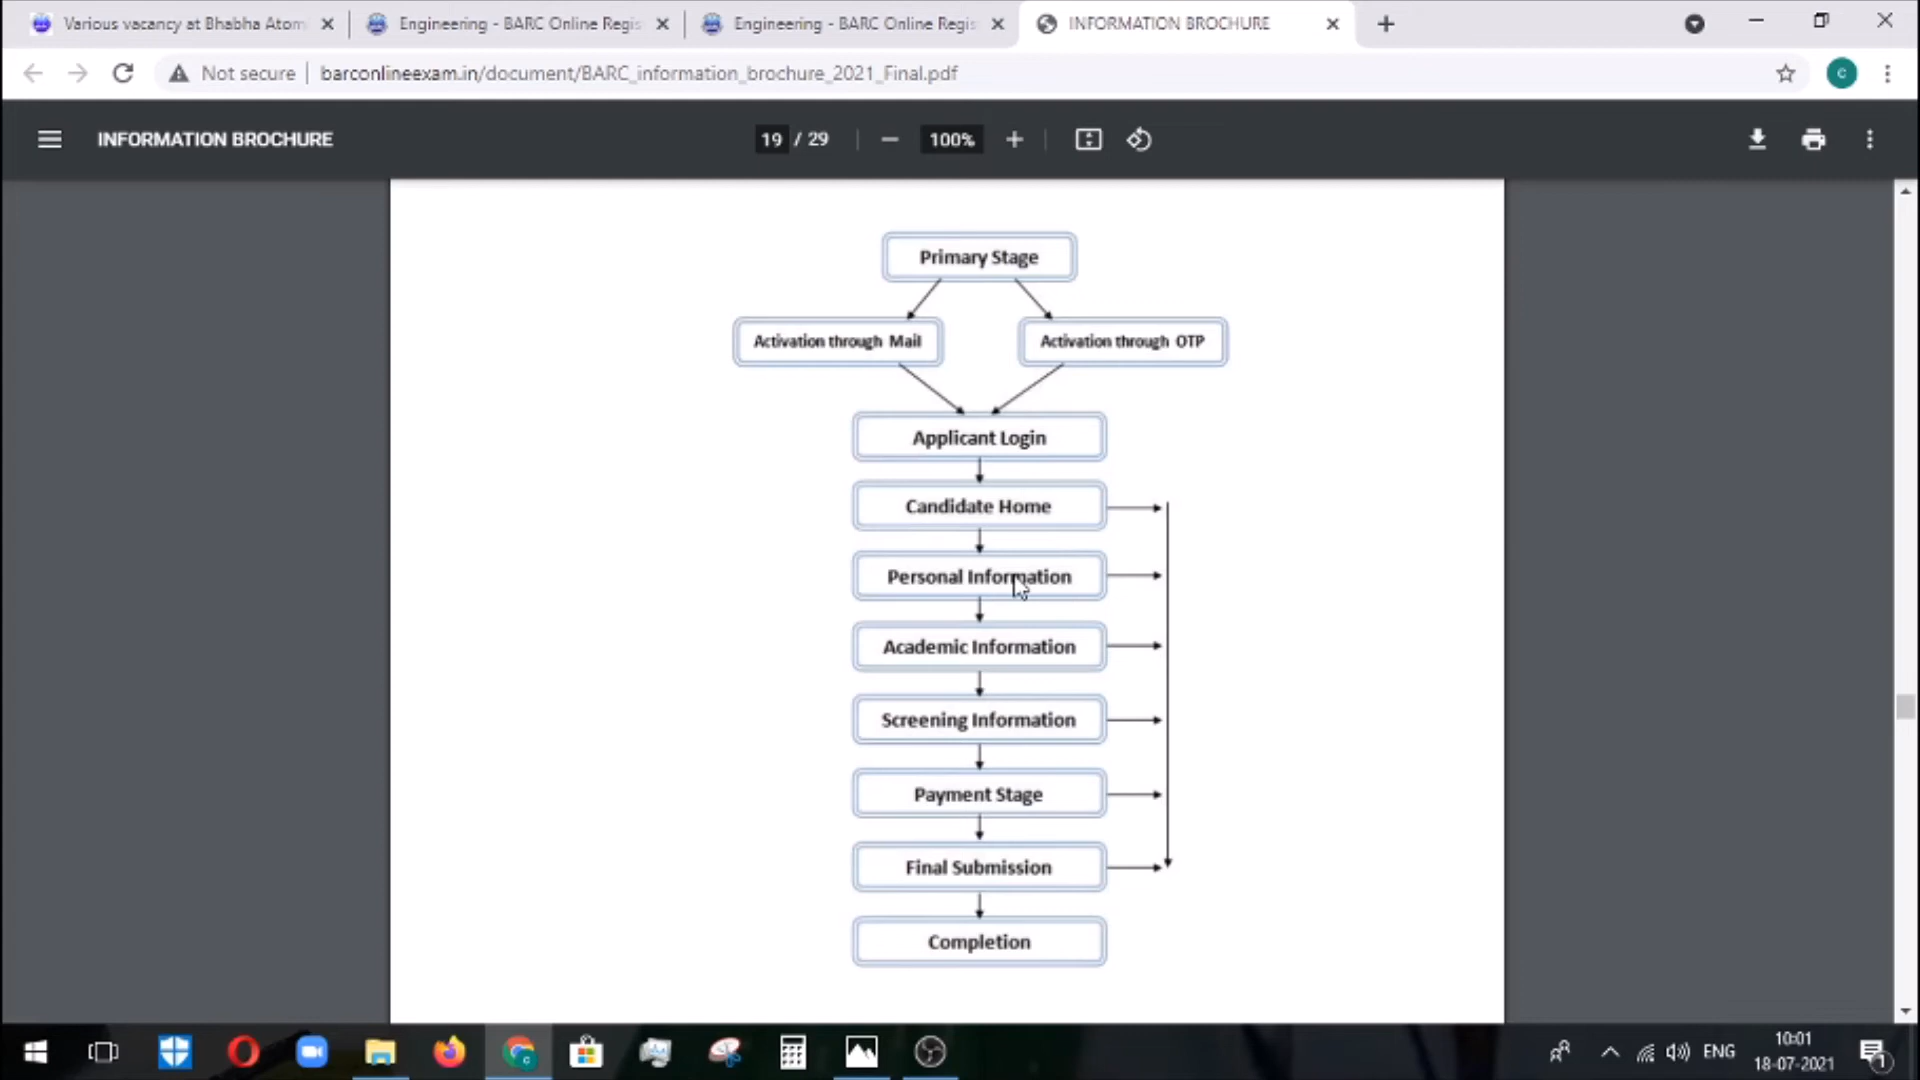 Various vacancy at Bhabha Atom
Engineering - BARC Online Regis
Engineering - BARC Online Regis
INFORMATION BROCHURE
Not secure
barconlineexam.in/document/BARC_information_brochure_2021_Final.pdf
C
INFORMATION BROCHURE
19 / 29
100%
Primary Stage
Activation through Mail
Activation through OTP
Applicant Login
Candidate Home
Personal Information
Academic Information
Screening Information
Payment Stage
Final Submission
Completion
C
ENG
10:01
18-07-2021
1